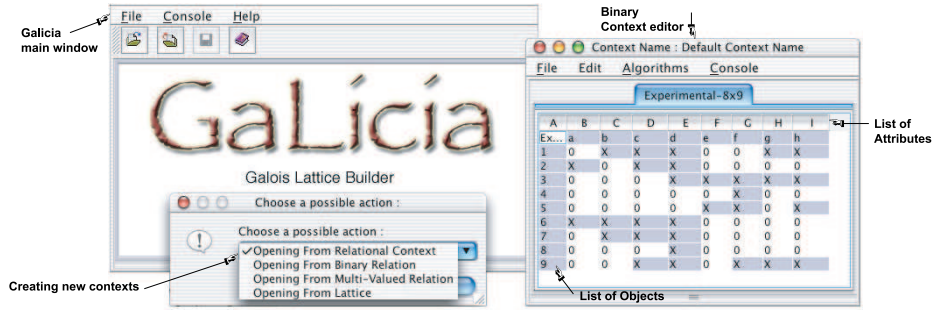 File Console Help
Galicia
main window
GaLicia
Galois Lattice Builder
Choose a possible action :
Choose a possible action :
✓Opening From Relational Context
Opening From Binary Relation
Opening From Multi-Valued Relation
Opening From Lattice
Creating new contexts
Binary
Context editor
Context Name : Default Context Name
File Edit Algorithms Console
Experimental-8x9
A B C D E F G H I
Ex... a b c d e f g h
1 0 X X X 0 0 X X
2 X 0 X X 0 0 0 0
3 0 0 0 X X X X X
4 0 0 0 0 0 X 0 0
5 0 0 0 0 X X 0 X
6 X X X X 0 0 0 0
7 0 X X X 0 0 0 0
8 0 0 0 X 0 0 0 0
9 0 0 X X 0 X X X
List of
Attributes
List of Objects